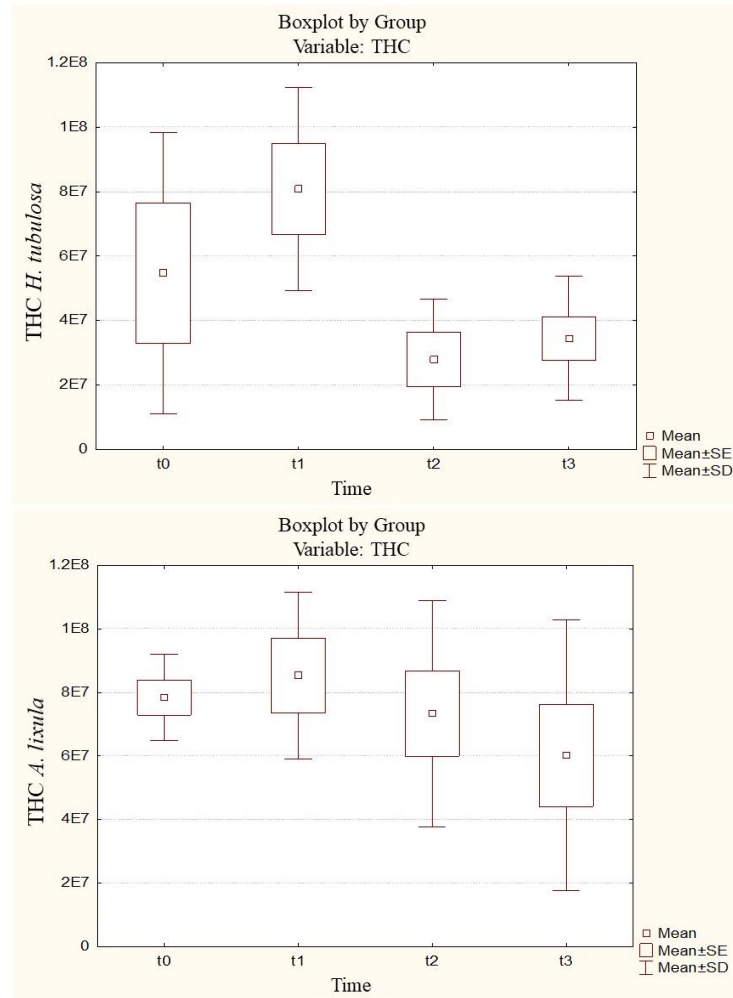 Boxplot by Group
Variable: THC
1.2E8
1E8
8E7
6E7
4E7
2E7
0
THC H. tubulosa
t0 t1 t2 t3
Time
Mean
Mean±SE
Mean±SD
Boxplot by Group
Variable: THC
1.2E8
1E8
8E7
6E7
4E7
2E7
0
THC A. lixula
t0 t1 t2 t3
Time
Mean
Mean±SE
Mean±SD